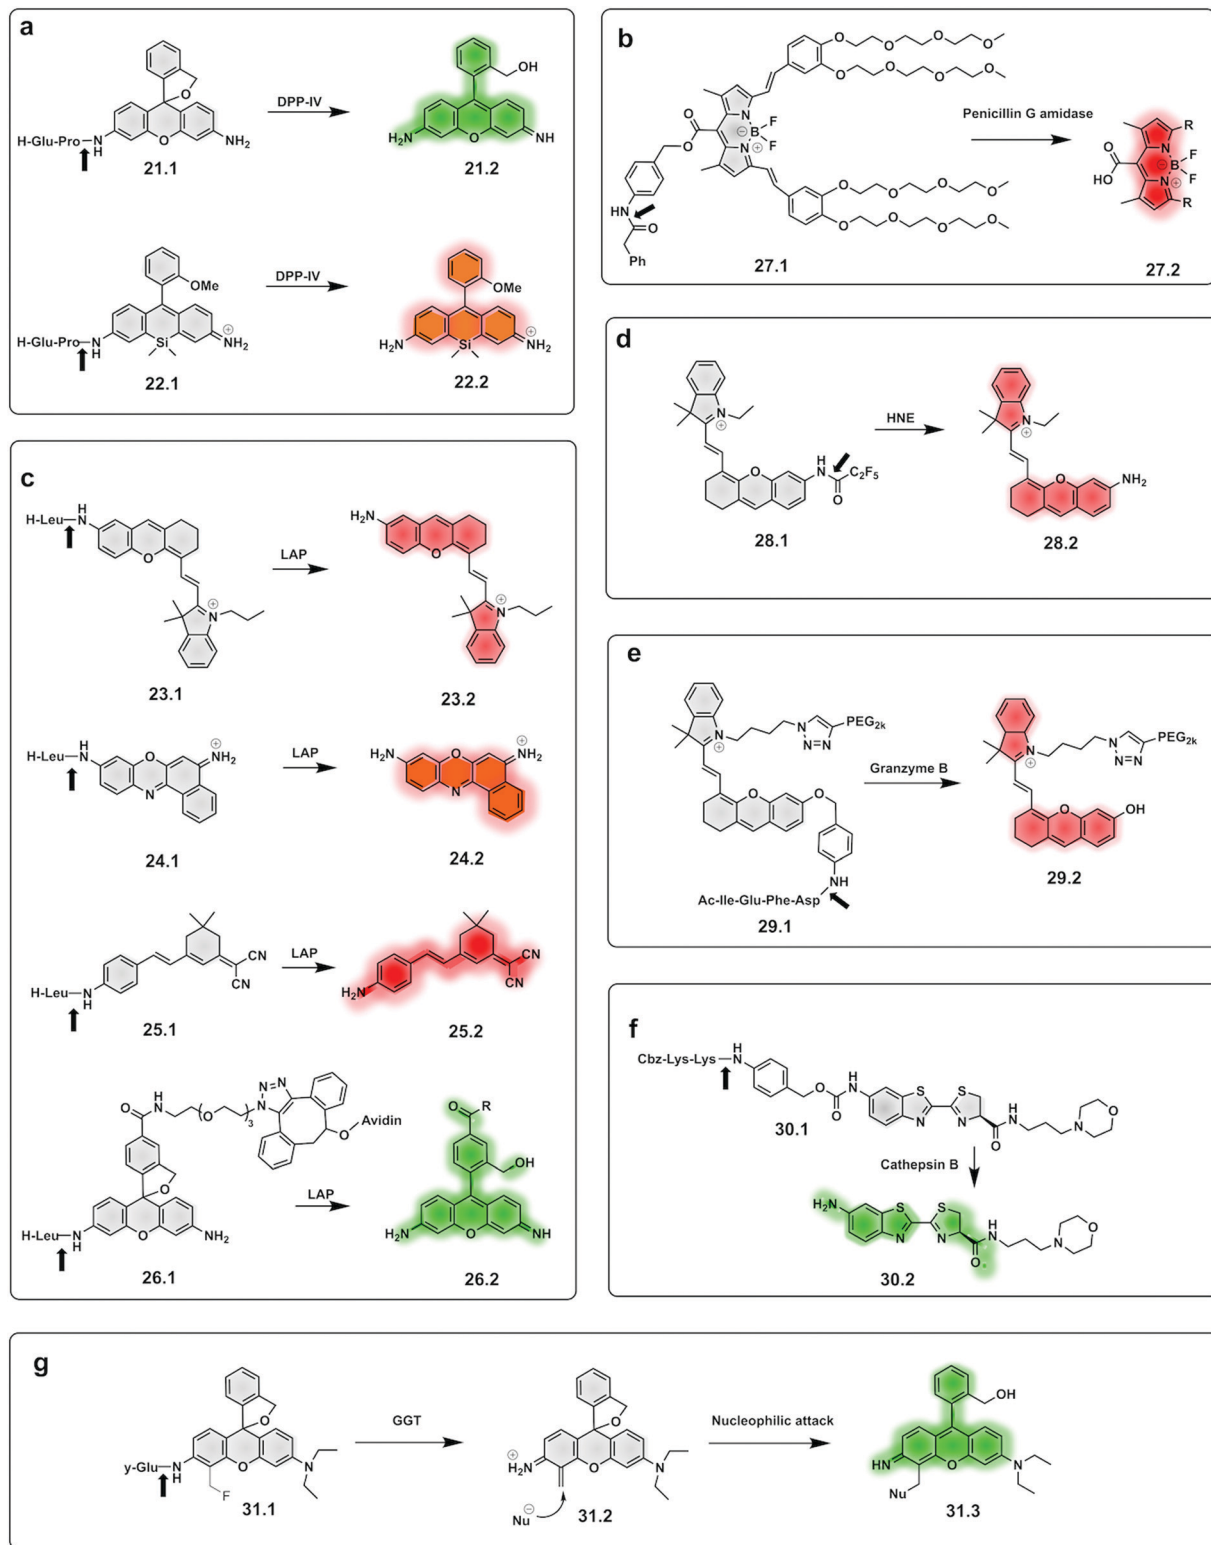 a
O
OH
DPP-IV
H-Glu-Pro
N
H
O
NH2
21.1
H2N
O
NH
21.2
OMe
DPP-IV
H-Glu-Pro
N
H
Si
NH2
⊕
22.1
OMe
H2N
Si
NH2
⊕
22.2
b
O O O O
O O O O
O
O
N
⊖
B
F
F
N
⊕
Penicillin G amidase
HN
O
Ph
O O O O
O O O O
27.1
R
O
HO
N
⊖
B
F
F
N
⊕
R
27.2
c
H-Leu
H
N
O
N
⊕
LAP
23.1
H2N
O
N
⊕
23.2
H-Leu
H
N
O
N
NH2
⊕
LAP
24.1
H2N
O
N
NH2
⊕
24.2
H-Leu
N
H
CN
CN
LAP
25.1
H2N
CN
CN
25.2
O
H
N
O
3
N
N=N
O
Avidin
O
H-Leu
N
H
O
NH2
LAP
26.1
O
R
OH
H2N
O
NH
26.2
d
N
⊕
O
H
N
O
C2F5
HNE
28.1
N
⊕
O
NH2
28.2
e
N
⊕
N
N=N
PEG2k
O
O
NH
Ac-Ile-Glu-Phe-Asp
Granzyme B
29.1
N
⊕
N
N=N
PEG2k
O
OH
29.2
f
Cbz-Lys-Lys
H
N
O
O
H
N
S
N
S
N
O
H
N
N
O
30.1
Cathepsin B
H2N
S
N
S
N
O
H
N
N
O
30.2
g
O
y-Glu
N
H
O
N
F
GGT
31.1
O
⊕
H2N
O
N
Nu
⊖
31.2
Nucleophilic attack
OH
HN
O
N
Nu
31.3